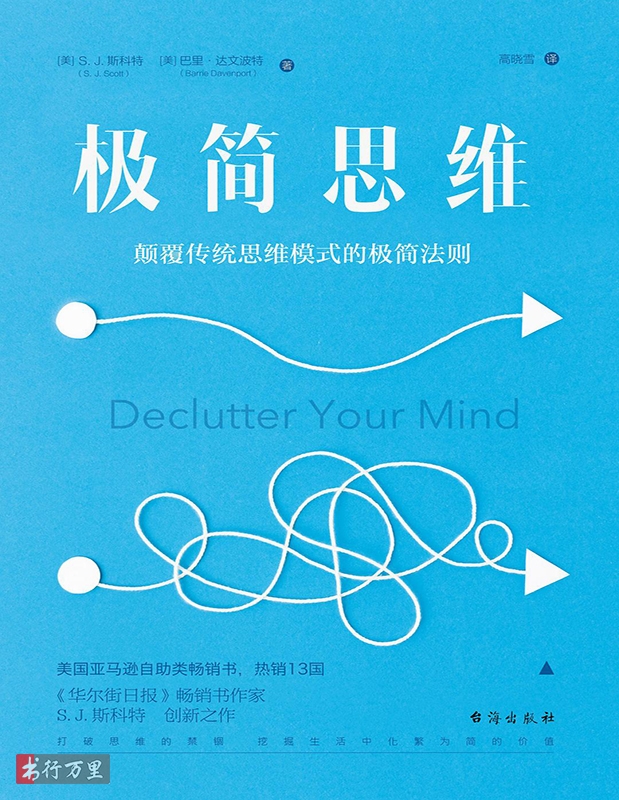 [美] S. J. 斯科特 [美] 巴里·达文波特 著 高晓雪 译
(S. J. Scott) (Barrie Davenport)
极简思维
颠覆传统思维模式的极简法则
Declutter Your Mind
美国亚马逊自助类畅销书，热销13国
《华尔街日报》畅销书作家
S. J. 斯科特 创新之作
台海出版社
打破思维的禁锢 挖掘生活中化繁为简的价值
书行万里